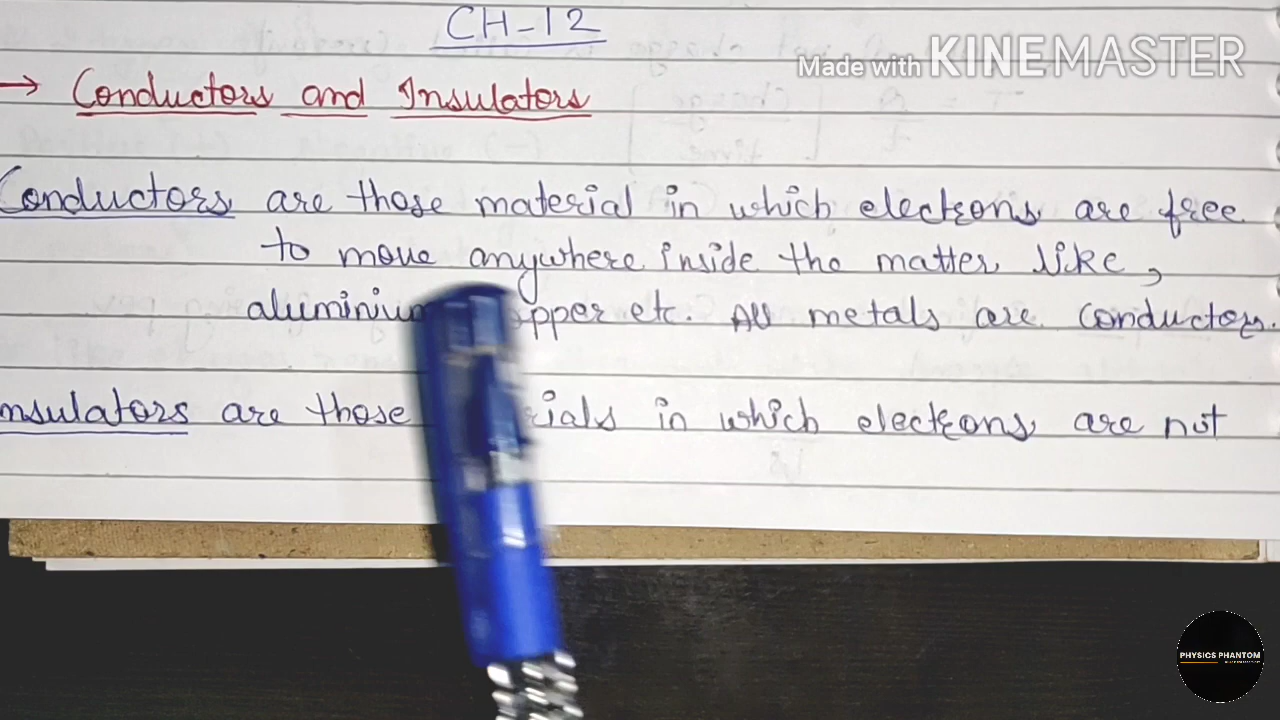 CH-12
Made with KINEMASTER
→ Conductors and Insulators
Conductors are those material in which electrons are free
to move anywhere inside the matter like,
aluminium opper etc. All metals are conductors.
nsulators are those rials in which electrons are not
PHYSICS PHANTOM